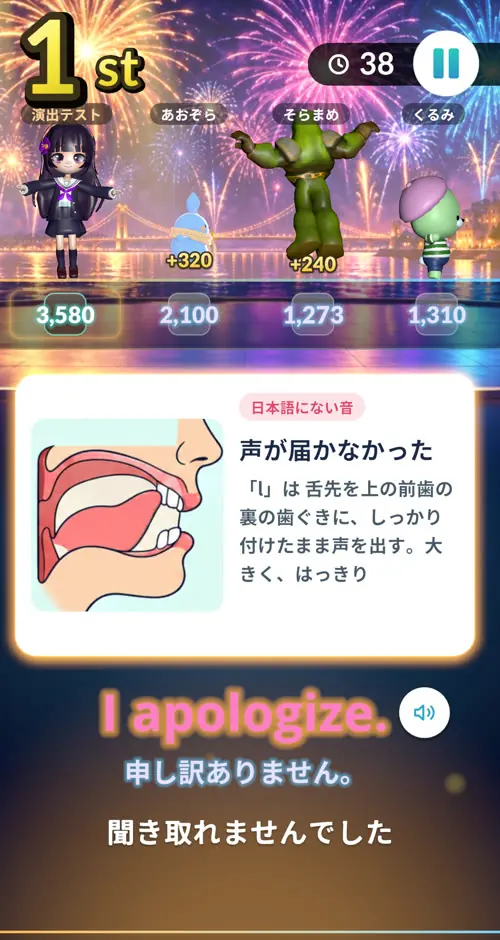 1st
38
演出テスト
あおぞら
そらまめ
くるみ
+320
+240
3,580
2,100
1,273
1,310
日本語にない音
声が届かなかった
「l」は 舌先を上の前歯の
裏の歯ぐきに、しっかり
付けたまま声を出す。大
きく、はっきり
I apologize.
申し訳ありません。
聞き取れませんでした